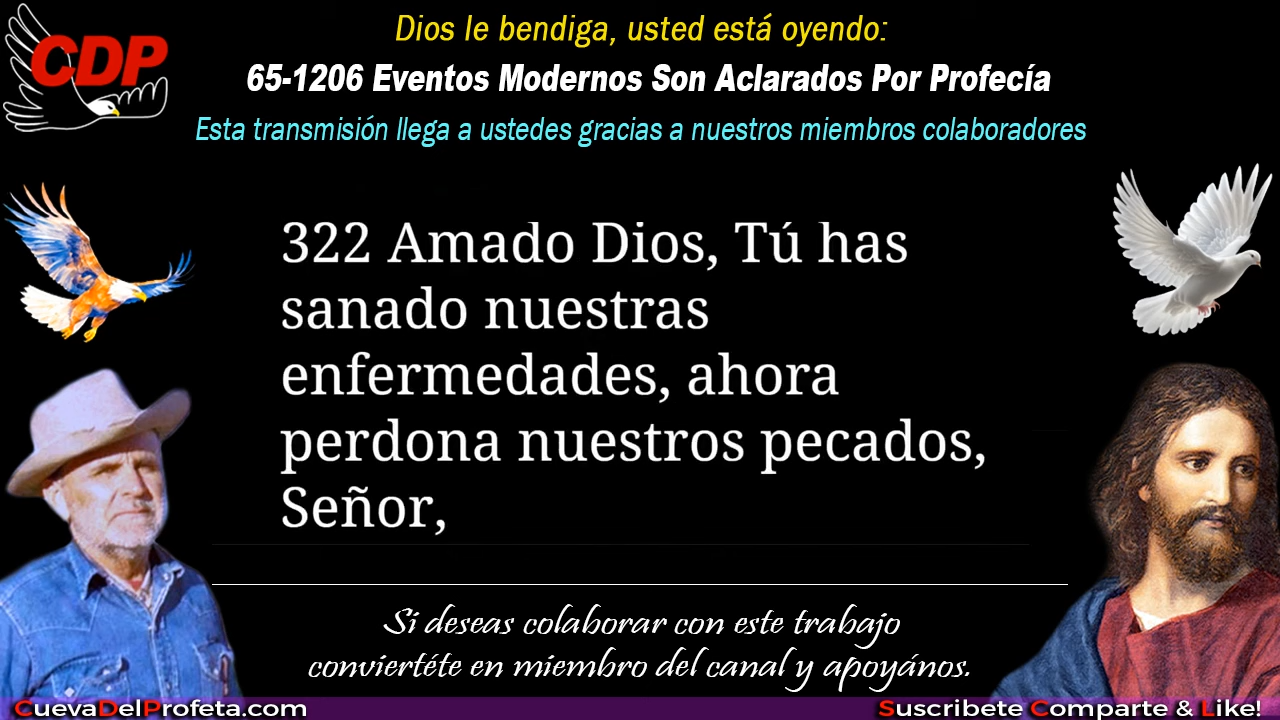 CDP
Dios le bendiga, usted está oyendo:
65-1206 Eventos Modernos Son Aclarados Por Profecía
Esta transmisión llega a ustedes gracias a nuestros miembros colaboradores
322 Amado Dios, Tú has
sanado nuestras
enfermedades, ahora
perdona nuestros pecados,
Señor,
Si deseas colaborar con este trabajo
conviertéte en miembro del canal y apoyános.
CuevaDelProfeta.com
Suscribete Comparte & Like!